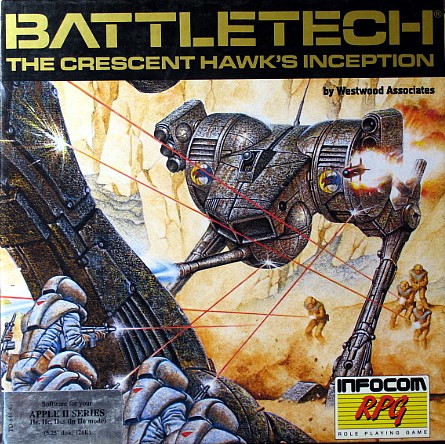 BATTLETECH®
THE CRESCENT HAWK'S INCEPTION
by Westwood Associates
Software for your
APPLE II SERIES
INFOCOM
RPG
ROLE PLAYING GAME